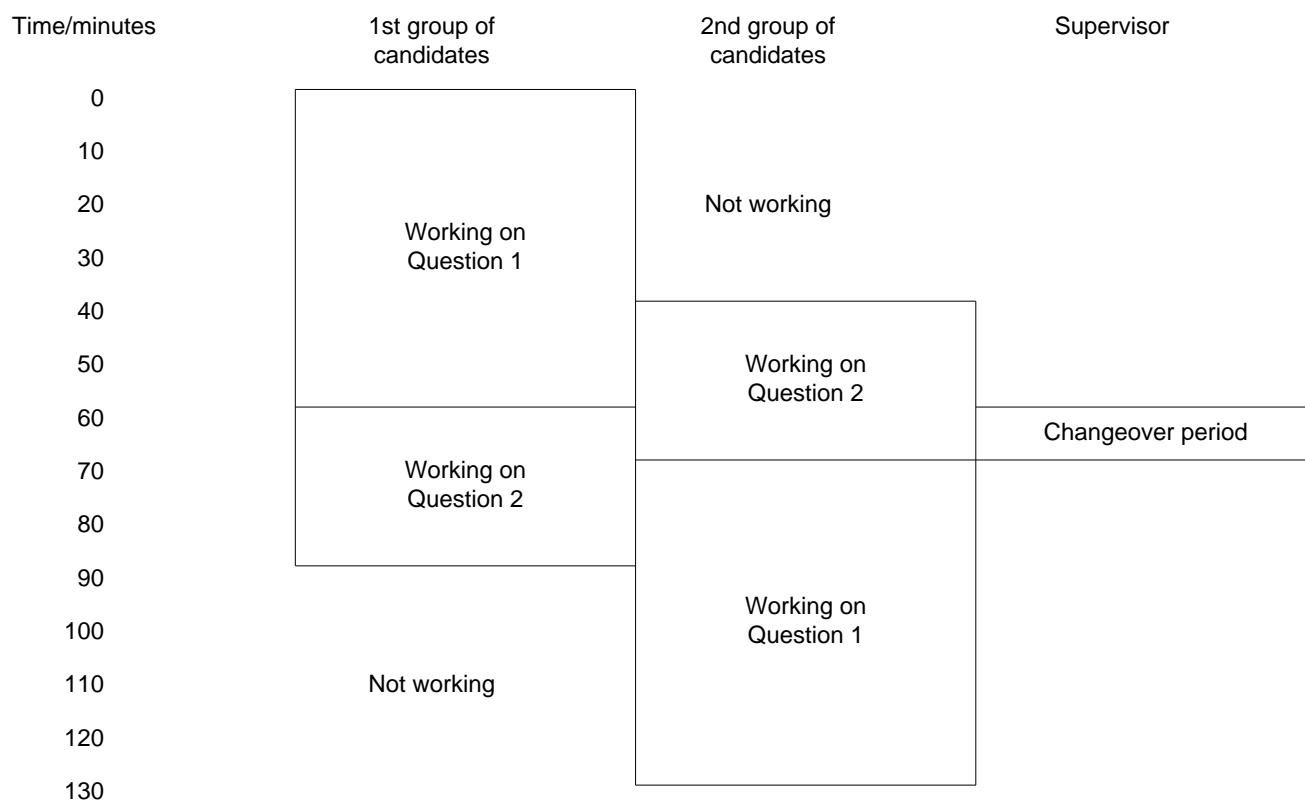 Time/minutes
1st group of
candidates
2nd group of
candidates
Supervisor
0
10
20
30
40
50
60
70
80
90
100
110
120
130
Working on
Question 1
Working on
Question 2
Not working
Not working
Working on
Question 2
Working on
Question 1
Changeover period